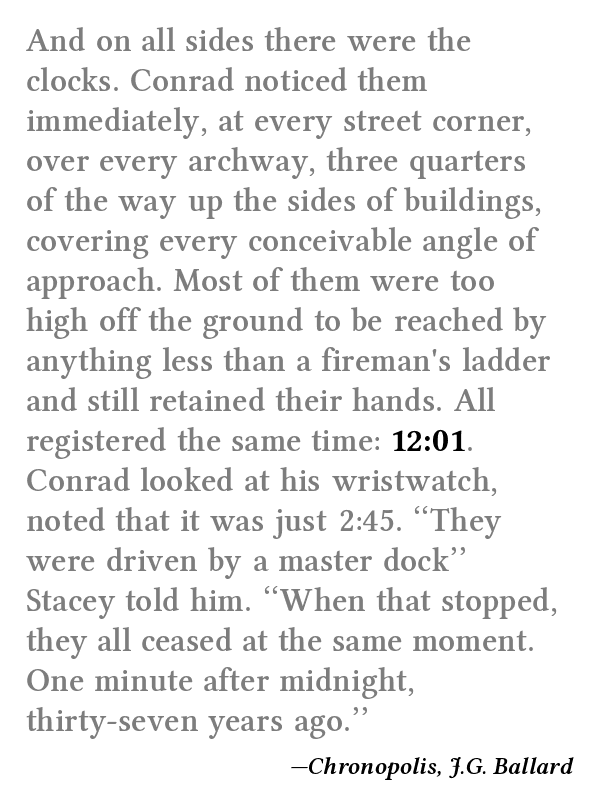 And on all sides there were the
clocks. Conrad noticed them
immediately, at every street corner,
over every archway, three quarters
of the way up the sides of buildings,
covering every conceivable angle of
approach. Most of them were too
high off the ground to be reached by
anything less than a fireman's ladder
and still retained their hands. All
registered the same time: 12:01.
Conrad looked at his wristwatch,
noted that it was just 2:45. ‘‘They
were driven by a master dock’’
Stacey told him. ‘‘When that stopped,
they all ceased at the same moment.
One minute after midnight,
thirty-seven years ago.’’
—Chronopolis, J.G. Ballard